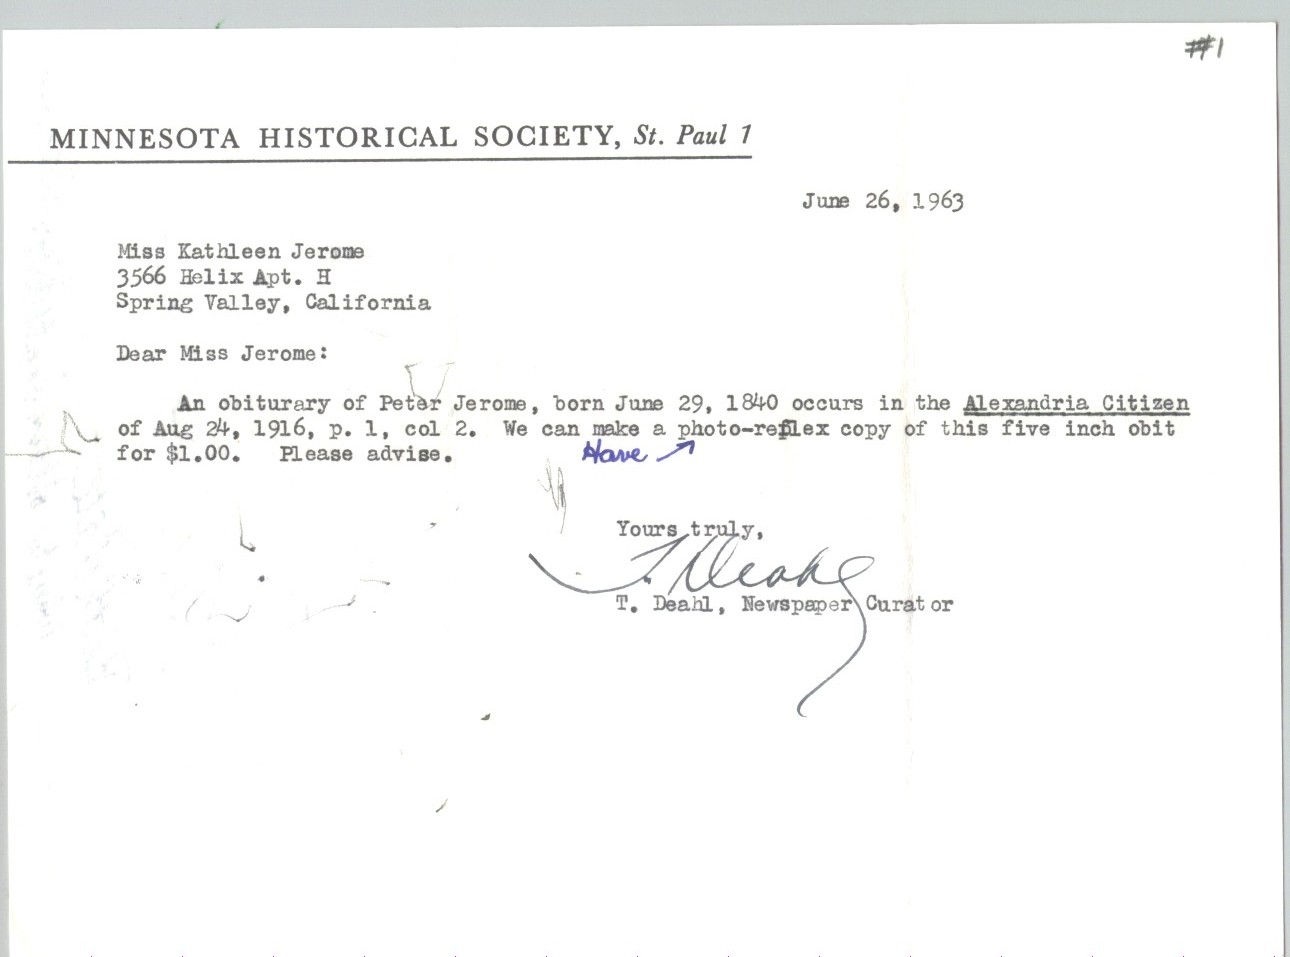 #1
MINNESOTA HISTORICAL SOCIETY, St. Paul 1
June 26, 1963
Miss Kathleen Jerome
3566 Helix Apt. H
Spring Valley, California
Dear Miss Jerome:
An obiturary of Peter Jerome, born June 29, 1840 occurs in the Alexandria Citizen
of Aug 24, 1916, p. 1, col 2. We can make a photo-reflex copy of this five inch obit
for $1.00. Please advise.
Have
Yours truly,
T. Deahl
T. Deahl, Newspaper Curator